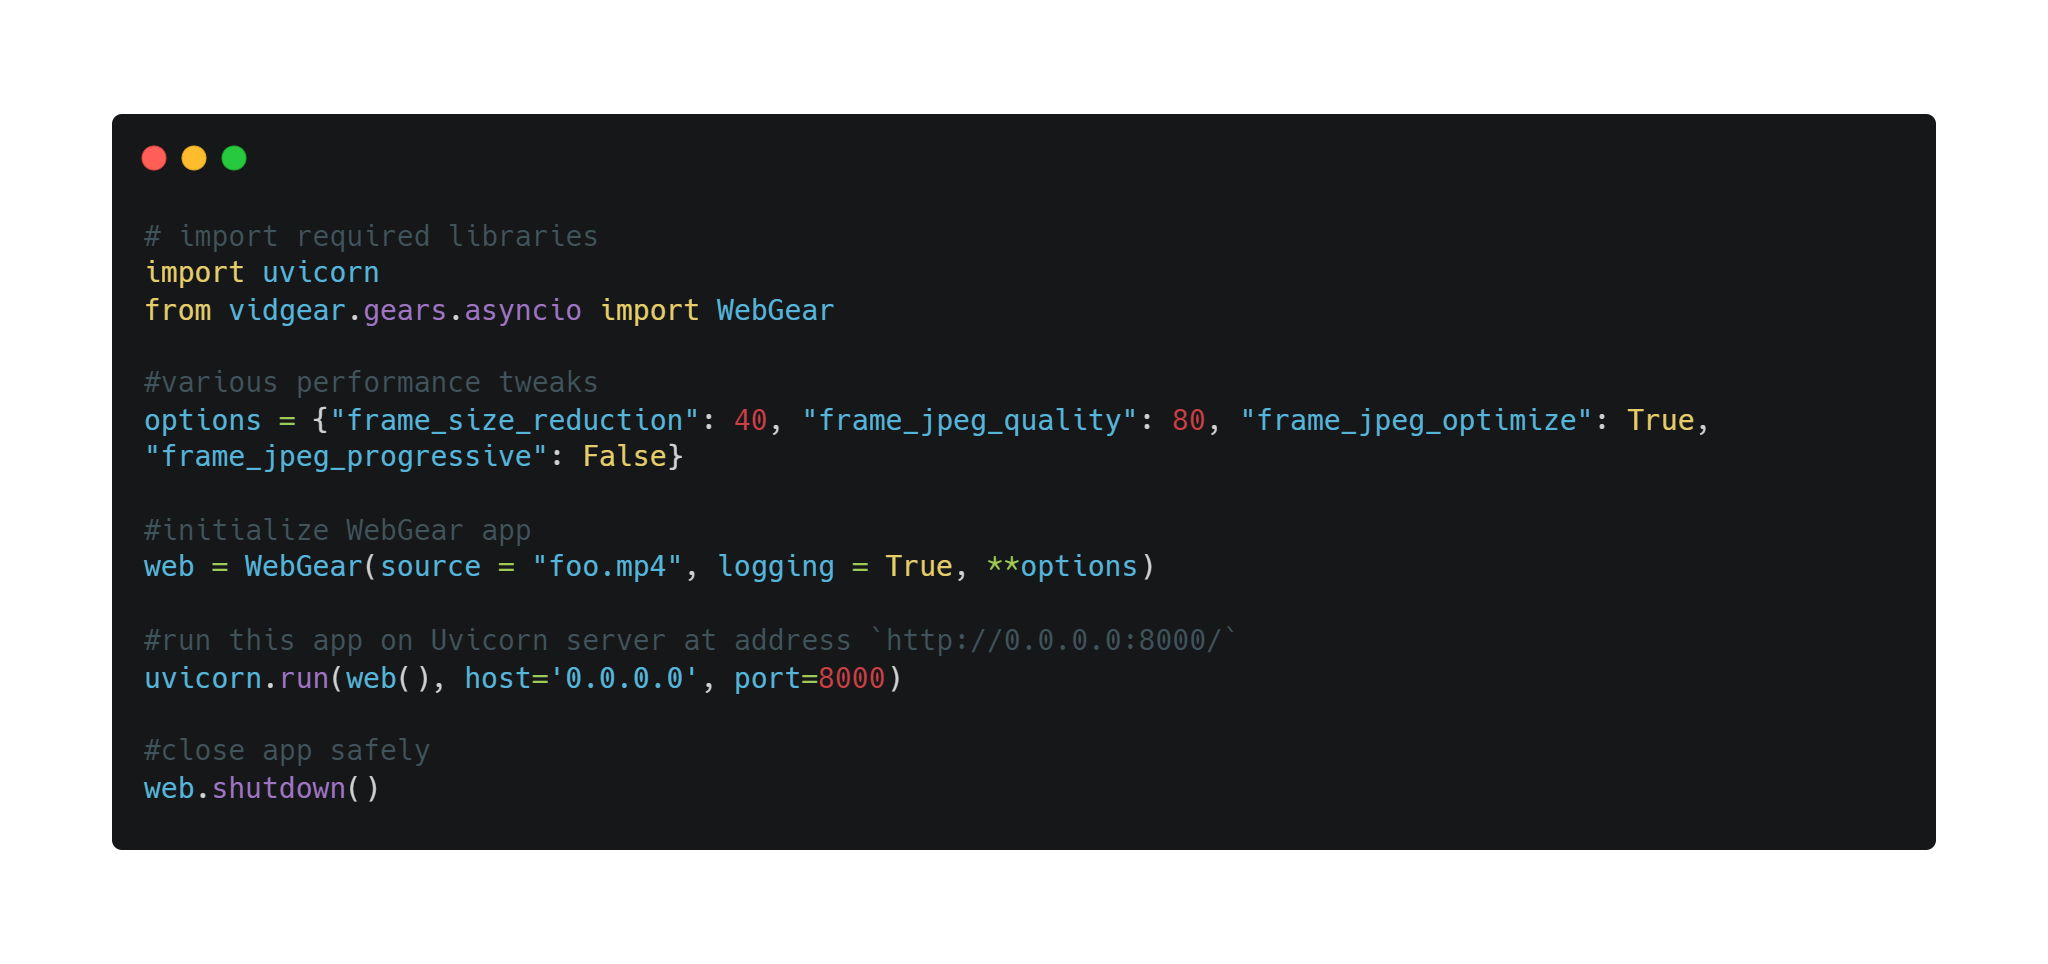 # import required libraries
import uvicorn
from vidgear.gears.asyncio import WebGear
#various performance tweaks
options = {"frame_size_reduction": 40, "frame_jpeg_quality": 80, "frame_jpeg_optimize": True,
"frame_jpeg_progressive": False}
#initialize WebGear app
web = WebGear(source = "foo.mp4", logging = True, **options)
#run this app on Uvicorn server at address `http://0.0.0.0:8000/`
uvicorn.run(web(), host='0.0.0.0', port=8000)
#close app safely
web.shutdown()